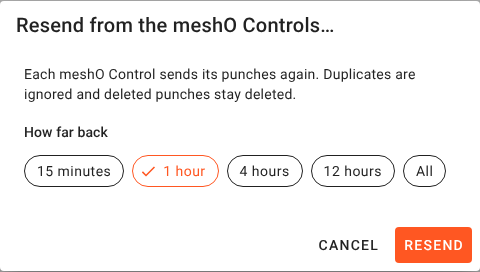 Resend from the meshO Controls…
Each meshO Control sends its punches again. Duplicates are
ignored and deleted punches stay deleted.
How far back
15 minutes
1 hour
4 hours
12 hours
All
CANCEL
RESEND